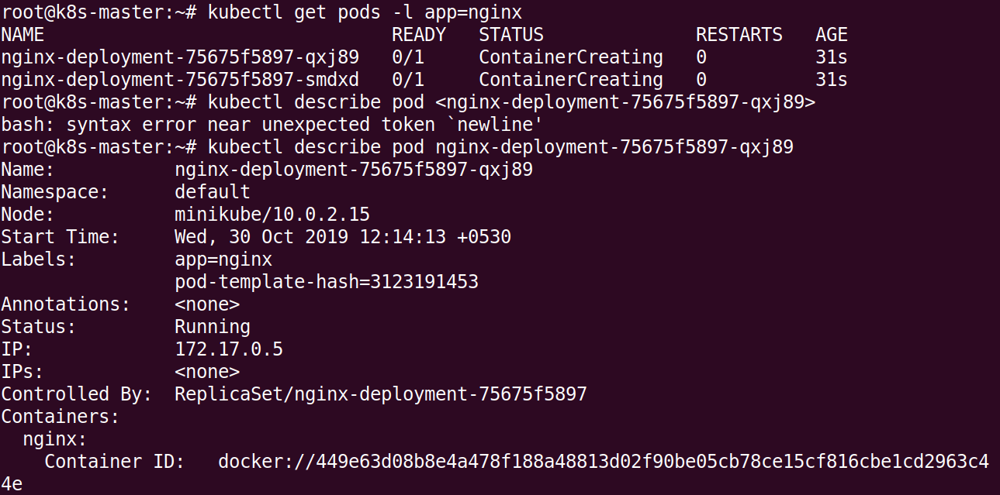 root@k8s-master:~# kubectl get pods -l app=nginx
NAME                                READY   STATUS              RESTARTS   AGE
nginx-deployment-75675f5897-qxj89   0/1     ContainerCreating   0          31s
nginx-deployment-75675f5897-smdxd   0/1     ContainerCreating   0          31s
root@k8s-master:~# kubectl describe pod <nginx-deployment-75675f5897-qxj89>
bash: syntax error near unexpected token `newline'
root@k8s-master:~# kubectl describe pod nginx-deployment-75675f5897-qxj89
Name:           nginx-deployment-75675f5897-qxj89
Namespace:      default
Node:           minikube/10.0.2.15
Start Time:     Wed, 30 Oct 2019 12:14:13 +0530
Labels:         app=nginx
                pod-template-hash=3123191453
Annotations:    <none>
Status:         Running
IP:             172.17.0.5
IPs:            <none>
Controlled By:  ReplicaSet/nginx-deployment-75675f5897
Containers:
  nginx:
    Container ID:   docker://449e63d08b8e4a478f188a48813d02f90be05cb78ce15cf816cbe1cd2963c4
4e